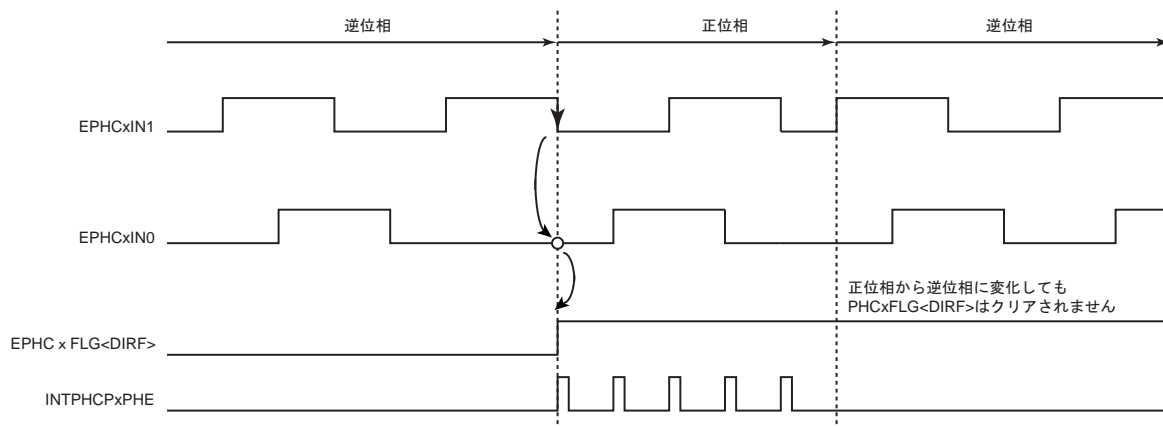 逆位相
正位相
逆位相
EPHCxIN1
EPHCxIN0
正位相から逆位相に変化しても
PHCxFLG<DIRF>はクリアされません
EPHC x FLG<DIRF>
INTPHCPxPHE